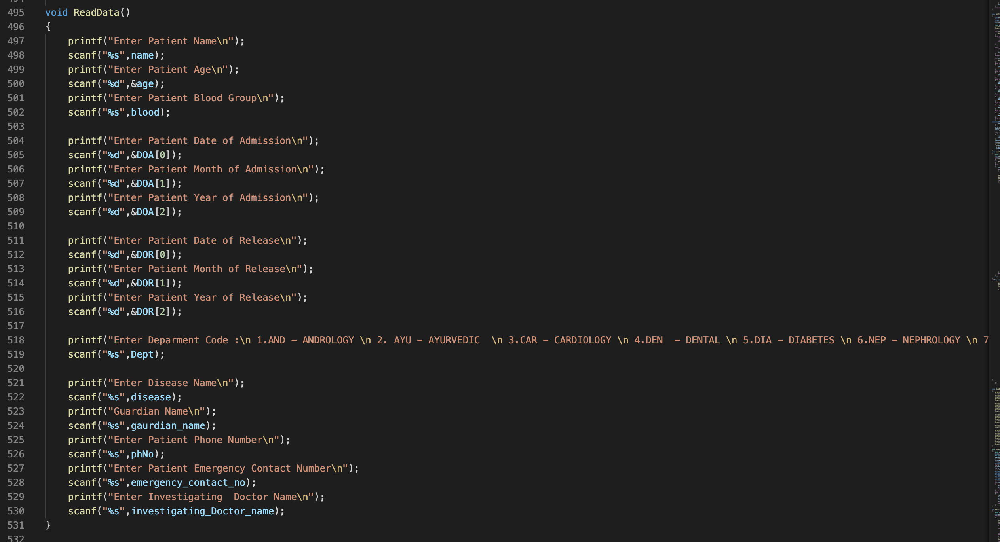 495 void ReadData()
496 {
497 printf("Enter Patient Name\n");
498 scanf("%s",name);
499 printf("Enter Patient Age\n");
500 scanf("%d",&age);
501 printf("Enter Patient Blood Group\n");
502 scanf("%s",blood);
503
504 printf("Enter Patient Date of Admission\n");
505 scanf("%d",&DOA[0]);
506 printf("Enter Patient Month of Admission\n");
507 scanf("%d",&DOA[1]);
508 printf("Enter Patient Year of Admission\n");
509 scanf("%d",&DOA[2]);
510
511 printf("Enter Patient Date of Release\n");
512 scanf("%d",&DOR[0]);
513 printf("Enter Patient Month of Release\n");
514 scanf("%d",&DOR[1]);
515 printf("Enter Patient Year of Release\n");
516 scanf("%d",&DOR[2]);
517
518 printf("Enter Deparment Code :\n 1.AND – ANDROLOGY \n 2. AYU – AYURVEDIC  \n 3.CAR – CARDIOLOGY \n 4.DEN  – DENTAL \n 5.DIA – DIABETES \n 6.NEP – NEPHROLOGY \n 7
519 scanf("%s",Dept);
520
521 printf("Enter Disease Name\n");
522 scanf("%s",disease);
523 printf("Guardian Name\n");
524 scanf("%s",gaurdian_name);
525 printf("Enter Patient Phone Number\n");
526 scanf("%s",phNo);
527 printf("Enter Patient Emergency Contact Number\n");
528 scanf("%s",emergency_contact_no);
529 printf("Enter Investigating  Doctor Name\n");
530 scanf("%s",investigating_Doctor_name);
531 }
532